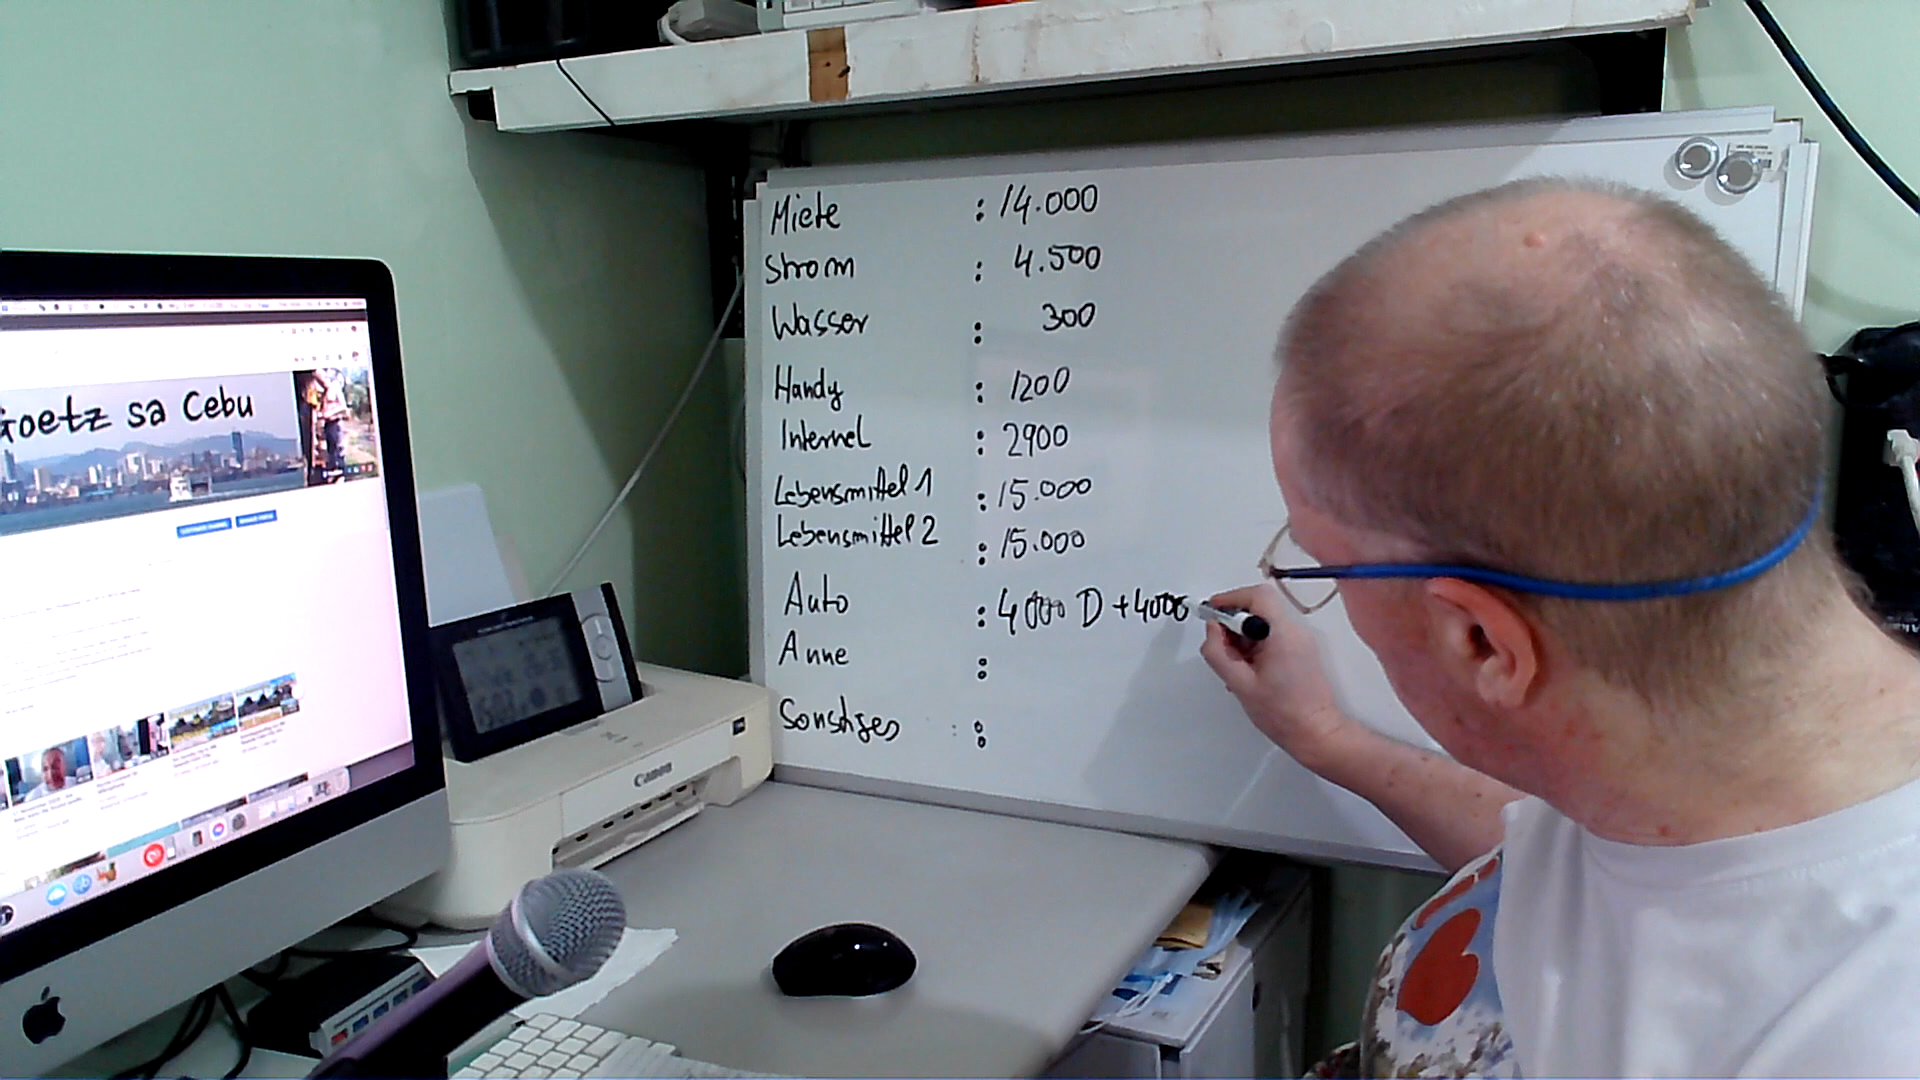 Miete : 14.000
Strom : 4.500
Wasser : 300
Handy : 1200
Internet : 2900
Lebensmittel 1 : 15.000
Lebensmittel 2 : 15.000
Auto : 4000 D + 4000
Anne :
Sonstiges :
Goetz sa Cebu
Canon